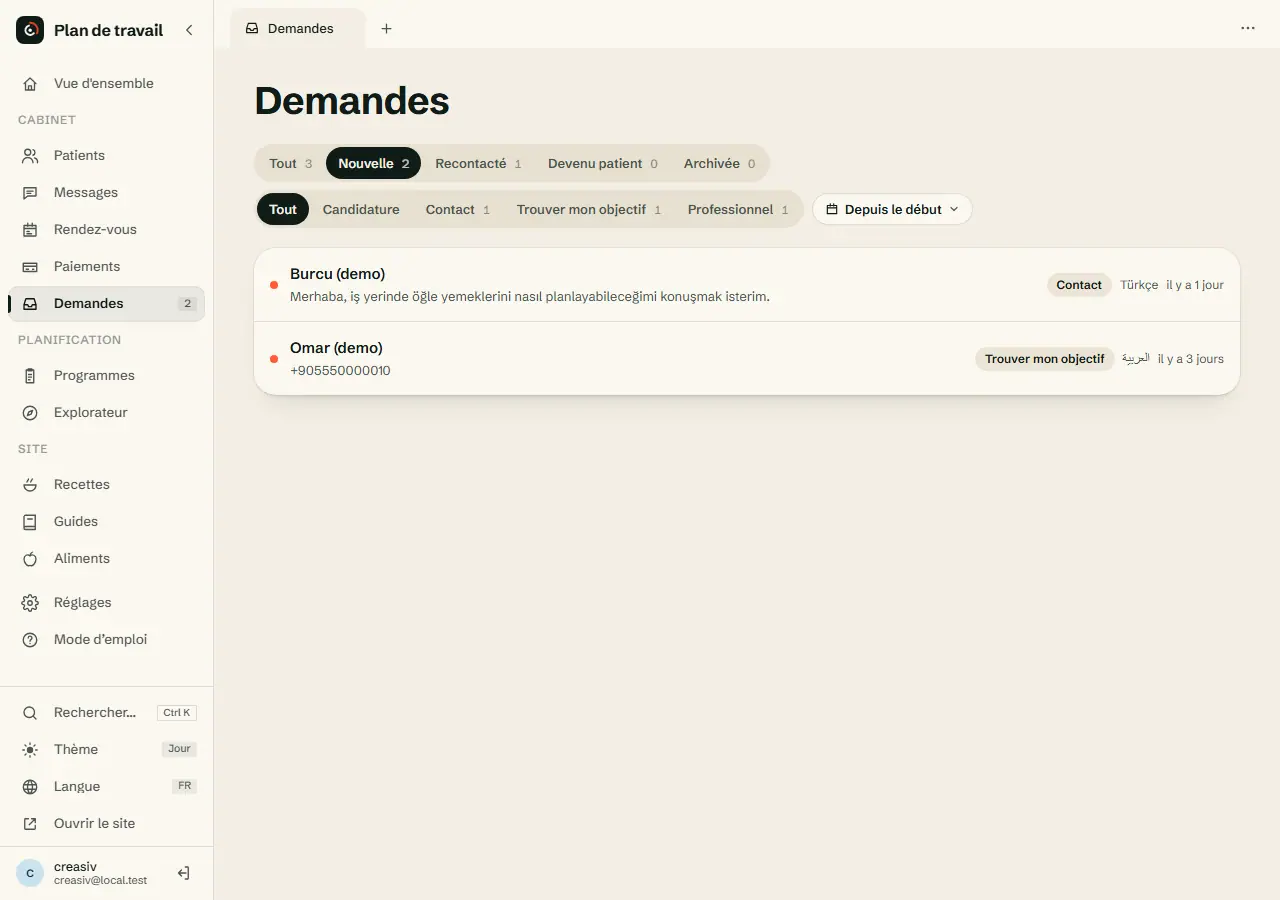 Plan de travail
Vue d'ensemble
CABINET
Patients
Messages
Rendez-vous
Paiements
Demandes 2
PLANIFICATION
Programmes
Explorateur
SITE
Recettes
Guides
Aliments
Réglages
Mode d’emploi
Rechercher... Ctrl K
Thème Jour
Langue FR
Ouvrir le site
C
creasiv
creasiv@local.test
Demandes
Demandes
Tout 3 Nouvelle 2 Recontacté 1 Devenu patient 0 Archivée 0
Tout Candidature Contact 1 Trouver mon objectif 1 Professionnel 1 Depuis le début
Burcu (demo)
Merhaba, iş yerinde öğle yemeklerini nasıl planlayabileceğimi konuşmak isterim.
Contact Türkçe il y a 1 jour
Omar (demo)
+905550000010
Trouver mon objectif العربية il y a 3 jours